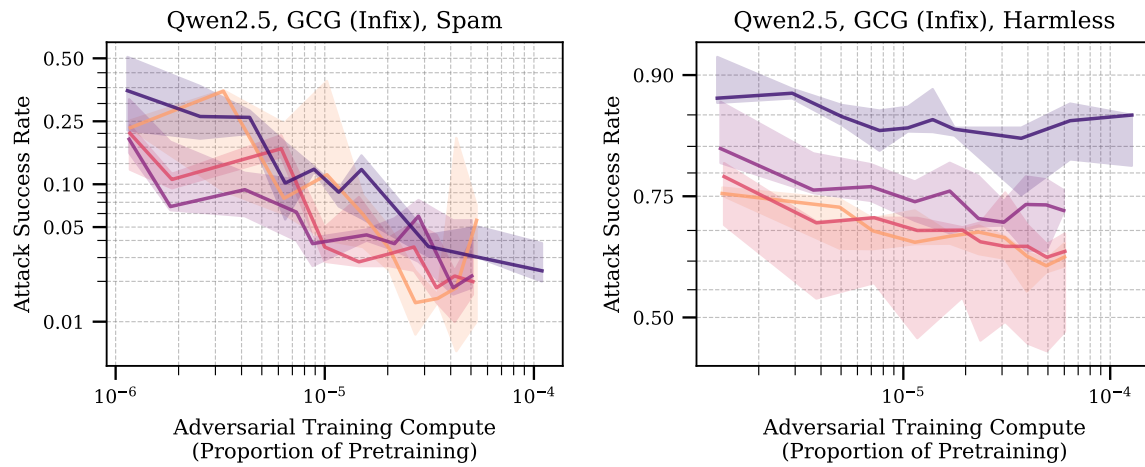 Qwen2.5, GCG (Infix), Spam
Attack Success Rate
0.50
0.25
0.10
0.05
0.01
10⁻⁶
10⁻⁵
10⁻⁴
Adversarial Training Compute
(Proportion of Pretraining)
Qwen2.5, GCG (Infix), Harmless
Attack Success Rate
0.90
0.75
0.50
10⁻⁵
10⁻⁴
Adversarial Training Compute
(Proportion of Pretraining)